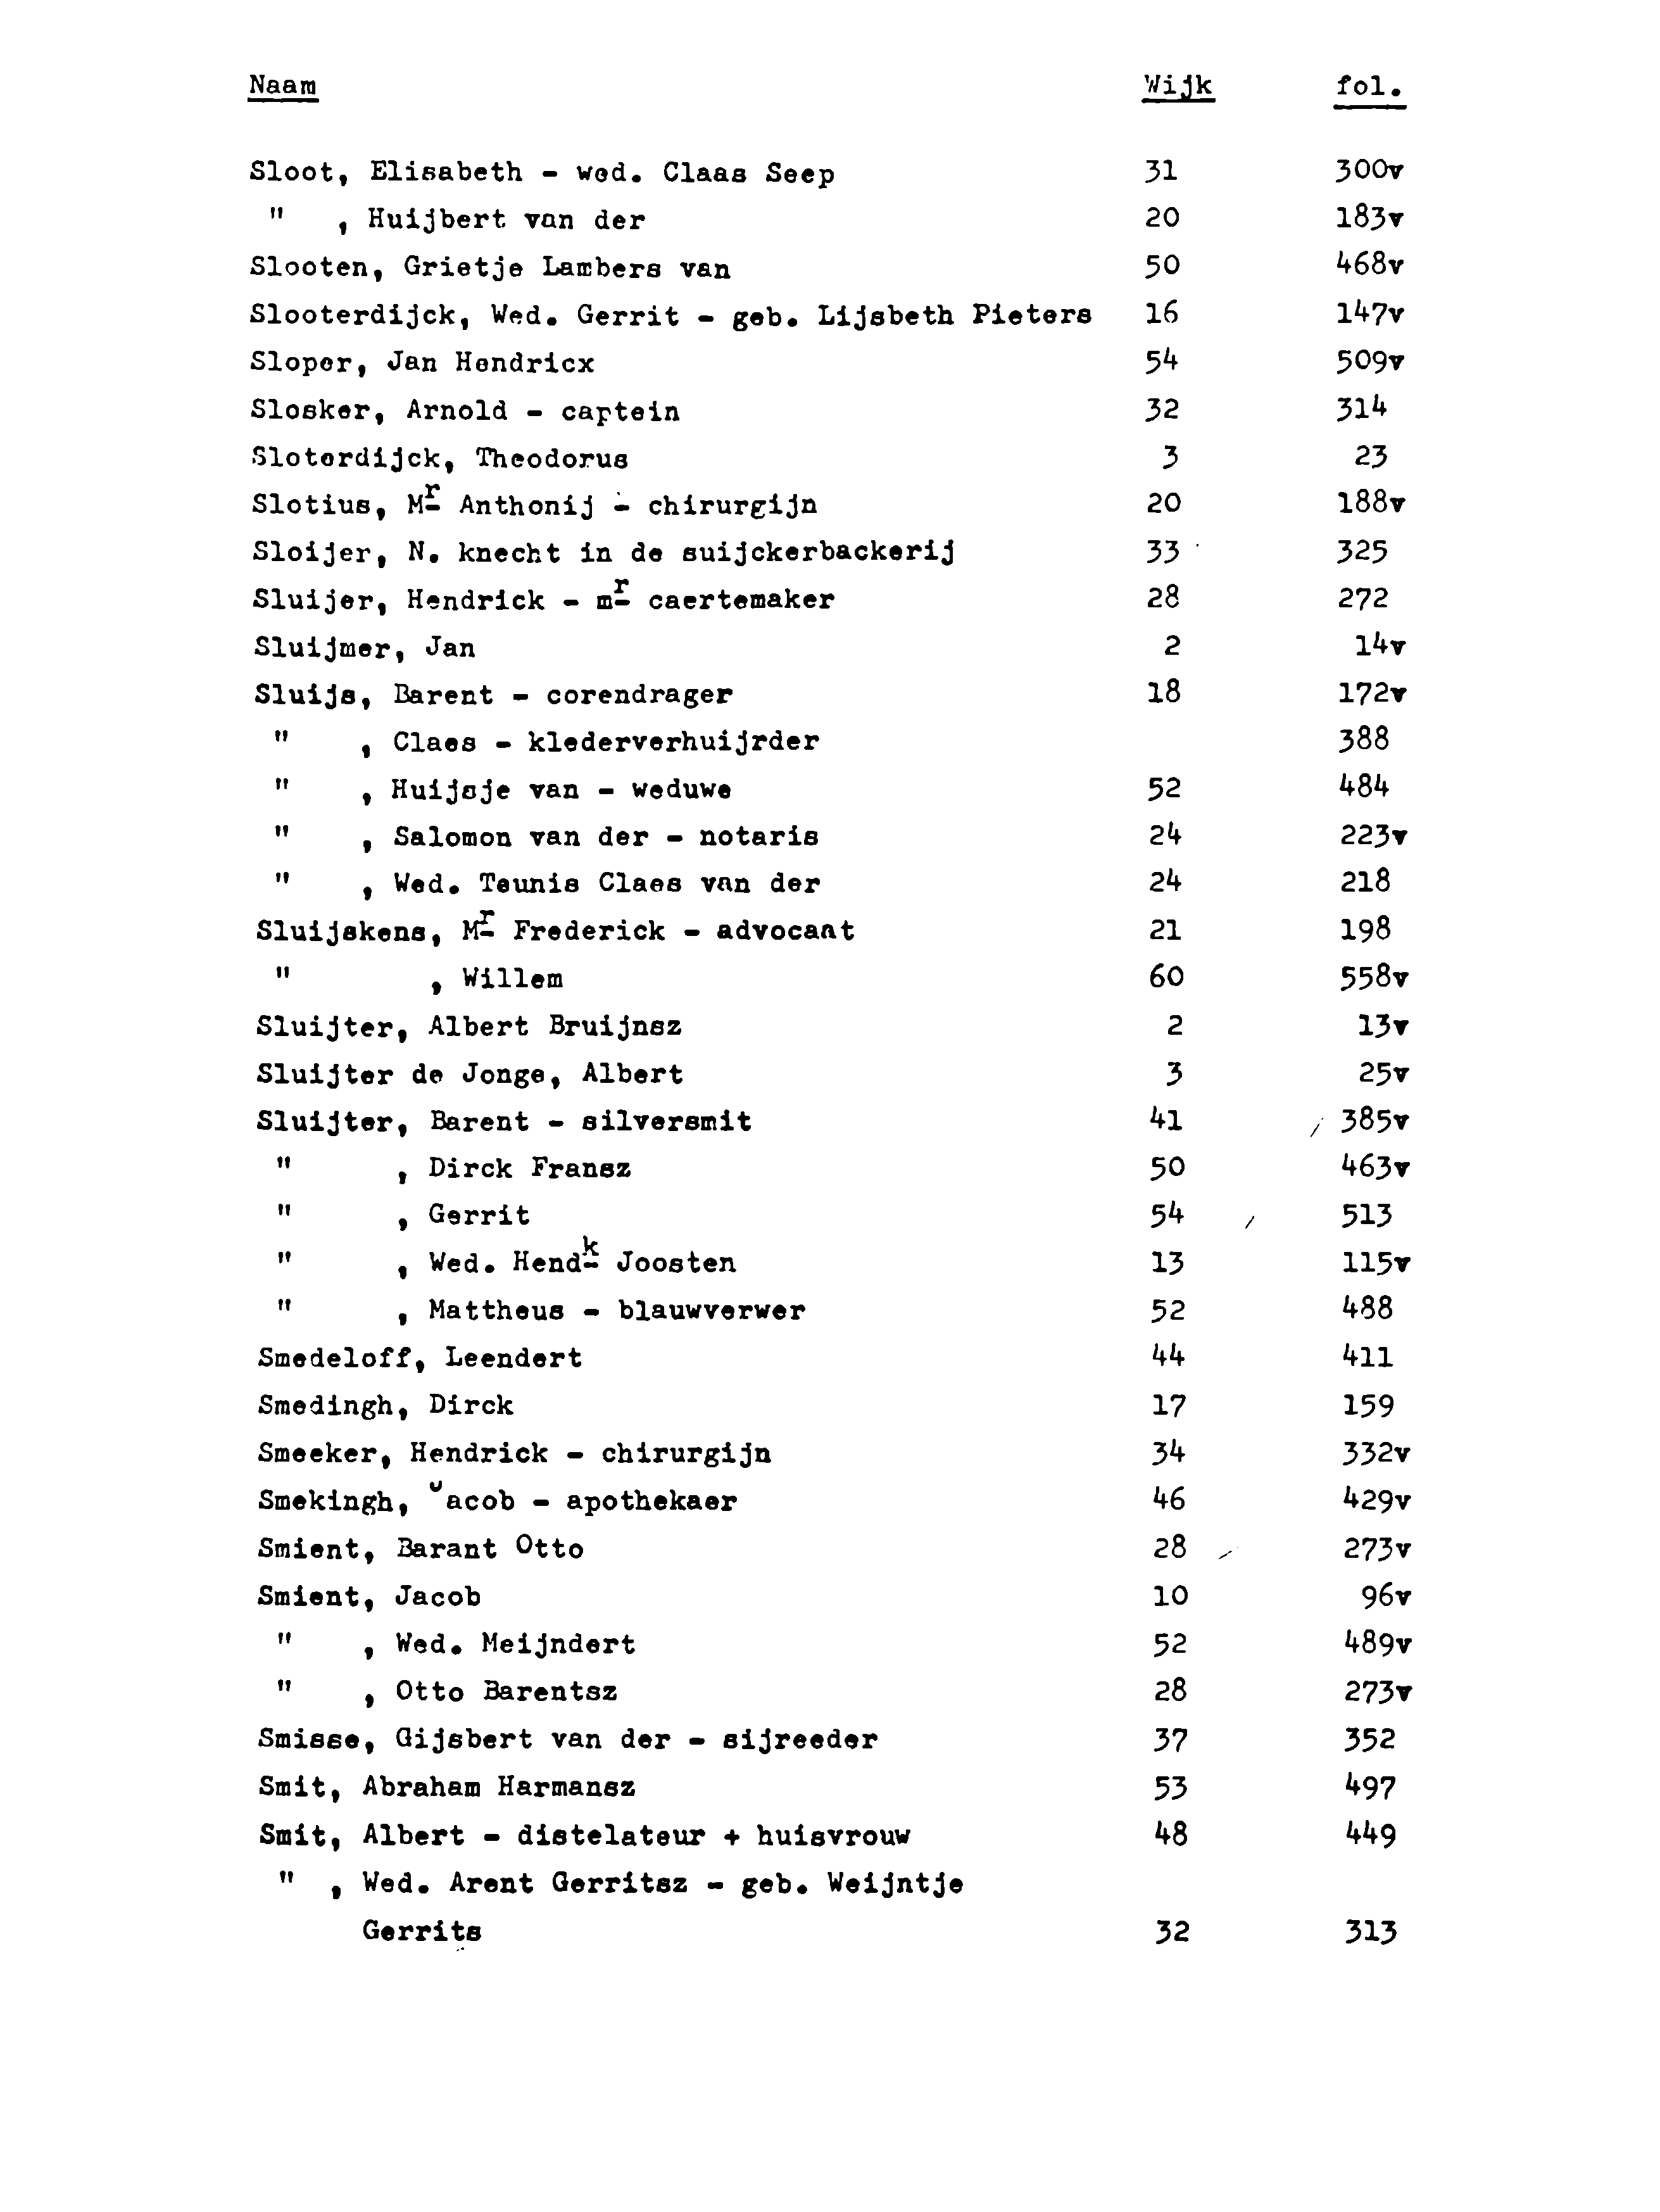 Naam Wijk fol.
Sloot, Elisabeth - wed. Claas Seep 31 300v
" , Huijbert van der 20 183v
Slooten, Grietje Lambers van 50 468v
Slooterdijck, Wed. Gerrit - geb. Lijsbeth Pieters 16 147v
Sloper, Jan Hendricx 54 509v
Slosker, Arnold - captein 32 314
Sloterdijck, Theodorus 3 23
Slotius, Mr Anthonij - chirurgijn 20 188v
Sloijer, N. knecht in de suijckerbackerij 33 325
Sluijer, Hendrick - mr caertemaker 28 272
Sluijmer, Jan 2 14v
Sluijs, Barent - corendrager 18 172v
" , Claes - klederverhuijrder 388
" , Huijsje van - weduwe 52 484
" , Salomon van der - notaris 24 223v
" , Wed. Teunis Claes van der 24 218
Sluijskens, Mr Frederick - advocaat 21 198
" , Willem 60 558v
Sluijter, Albert Bruijnsz 2 13v
Sluijter de Jonge, Albert 3 25v
Sluijter, Barent - silversmit 41 385v
" , Dirck Fransz 50 463v
" , Gerrit 54 513
" , Wed. Hendk Joosten 13 115v
" , Mattheus - blauwverwer 52 488
Smedeloff, Leendert 44 411
Smedingh, Dirck 17 159
Smeeker, Hendrick - chirurgijn 34 332v
Smekingh, Jacob - apothekaer 46 429v
Smient, Barant Otto 28 273v
Smient, Jacob 10 96v
" , Wed. Meijndert 52 489v
" , Otto Barentsz 28 273v
Smisse, Gijsbert van der - sijreeder 37 352
Smit, Abraham Harmansz 53 497
Smit, Albert - distelateur + huisvrouw 48 449
" , Wed. Arent Gerritsz - geb. Weijntje
Gerrits 32 313